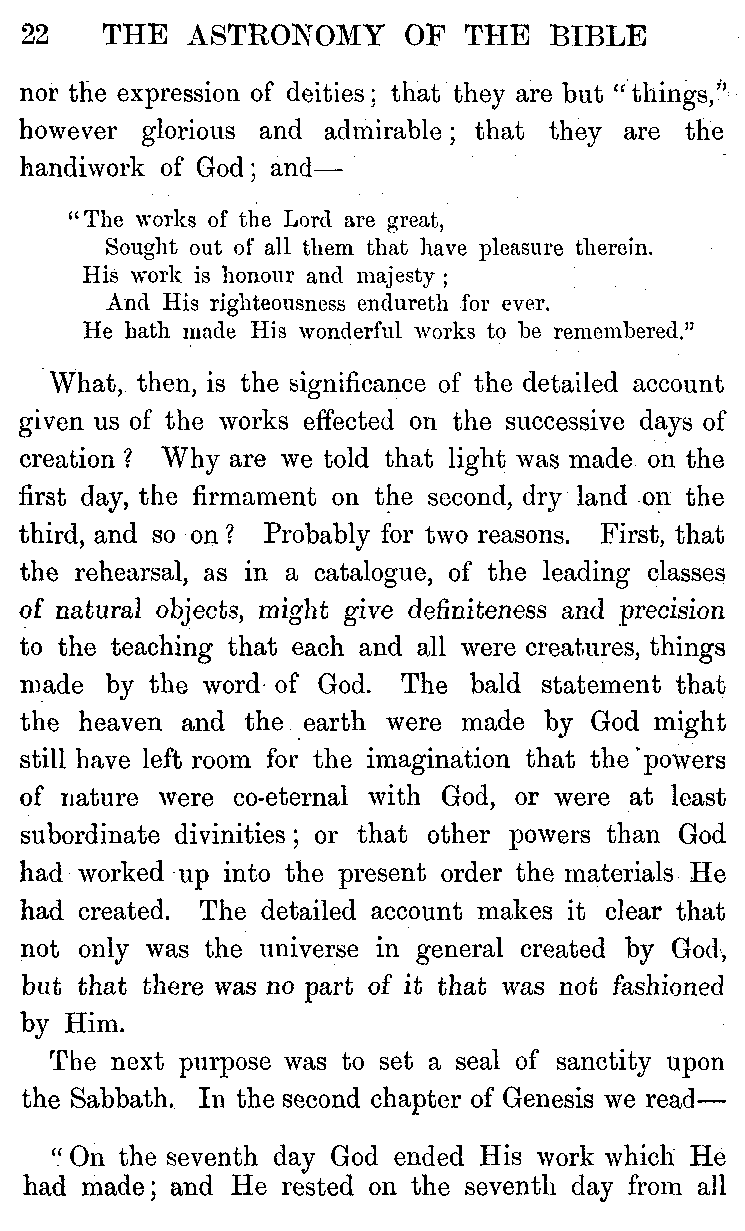 22 THE ASTRONOMY OF THE BIBLE
nor the expression of deities; that they are but "things,"
however glorious and admirable; that they are the
handiwork of God; and—
"The works of the Lord are great,
Sought out of all them that have pleasure therein.
His work is honour and majesty;
And His righteousness endureth for ever.
He hath made His wonderful works to be remembered."
What, then, is the significance of the detailed account
given us of the works effected on the successive days of
creation? Why are we told that light was made on the
first day, the firmament on the second, dry land on the
third, and so on? Probably for two reasons. First, that
the rehearsal, as in a catalogue, of the leading classes
of natural objects, might give definiteness and precision
to the teaching that each and all were creatures, things
made by the word of God. The bald statement that
the heaven and the earth were made by God might
still have left room for the imagination that the powers
of nature were co-eternal with God, or were at least
subordinate divinities; or that other powers than God
had worked up into the present order the materials He
had created. The detailed account makes it clear that
not only was the universe in general created by God,
but that there was no part of it that was not fashioned
by Him.
The next purpose was to set a seal of sanctity upon
the Sabbath. In the second chapter of Genesis we read—
"On the seventh day God ended His work which He
had made; and He rested on the seventh day from all